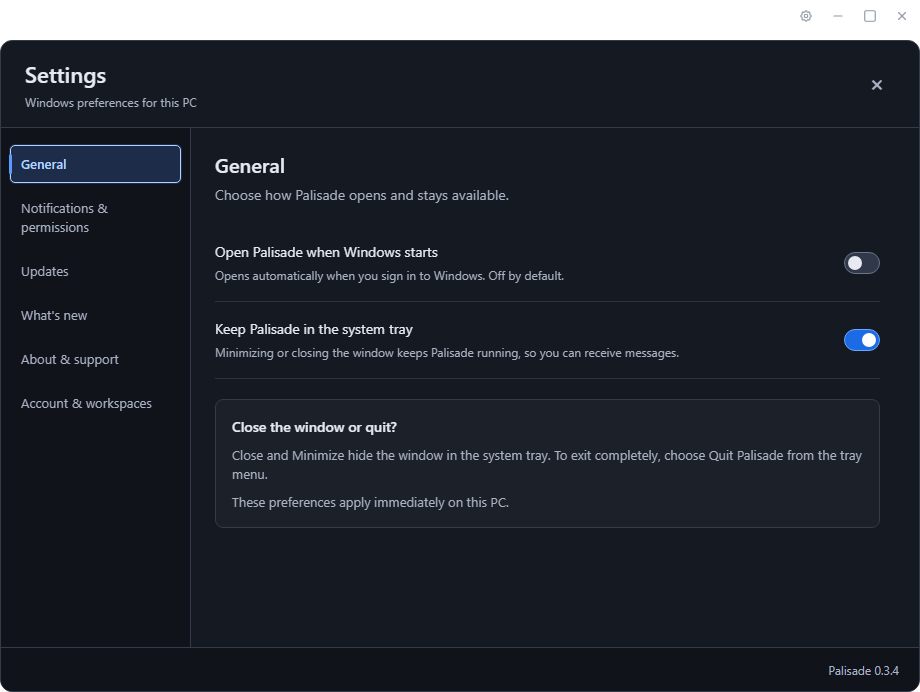 Settings
Windows preferences for this PC
General
Notifications &
permissions
Updates
What's new
About & support
Account & workspaces
General
Choose how Palisade opens and stays available.
Open Palisade when Windows starts
Opens automatically when you sign in to Windows. Off by default.
Keep Palisade in the system tray
Minimizing or closing the window keeps Palisade running, so you can receive messages.
Close the window or quit?
Close and Minimize hide the window in the system tray. To exit completely, choose Quit Palisade from the tray
menu.
These preferences apply immediately on this PC.
Palisade 0.3.4